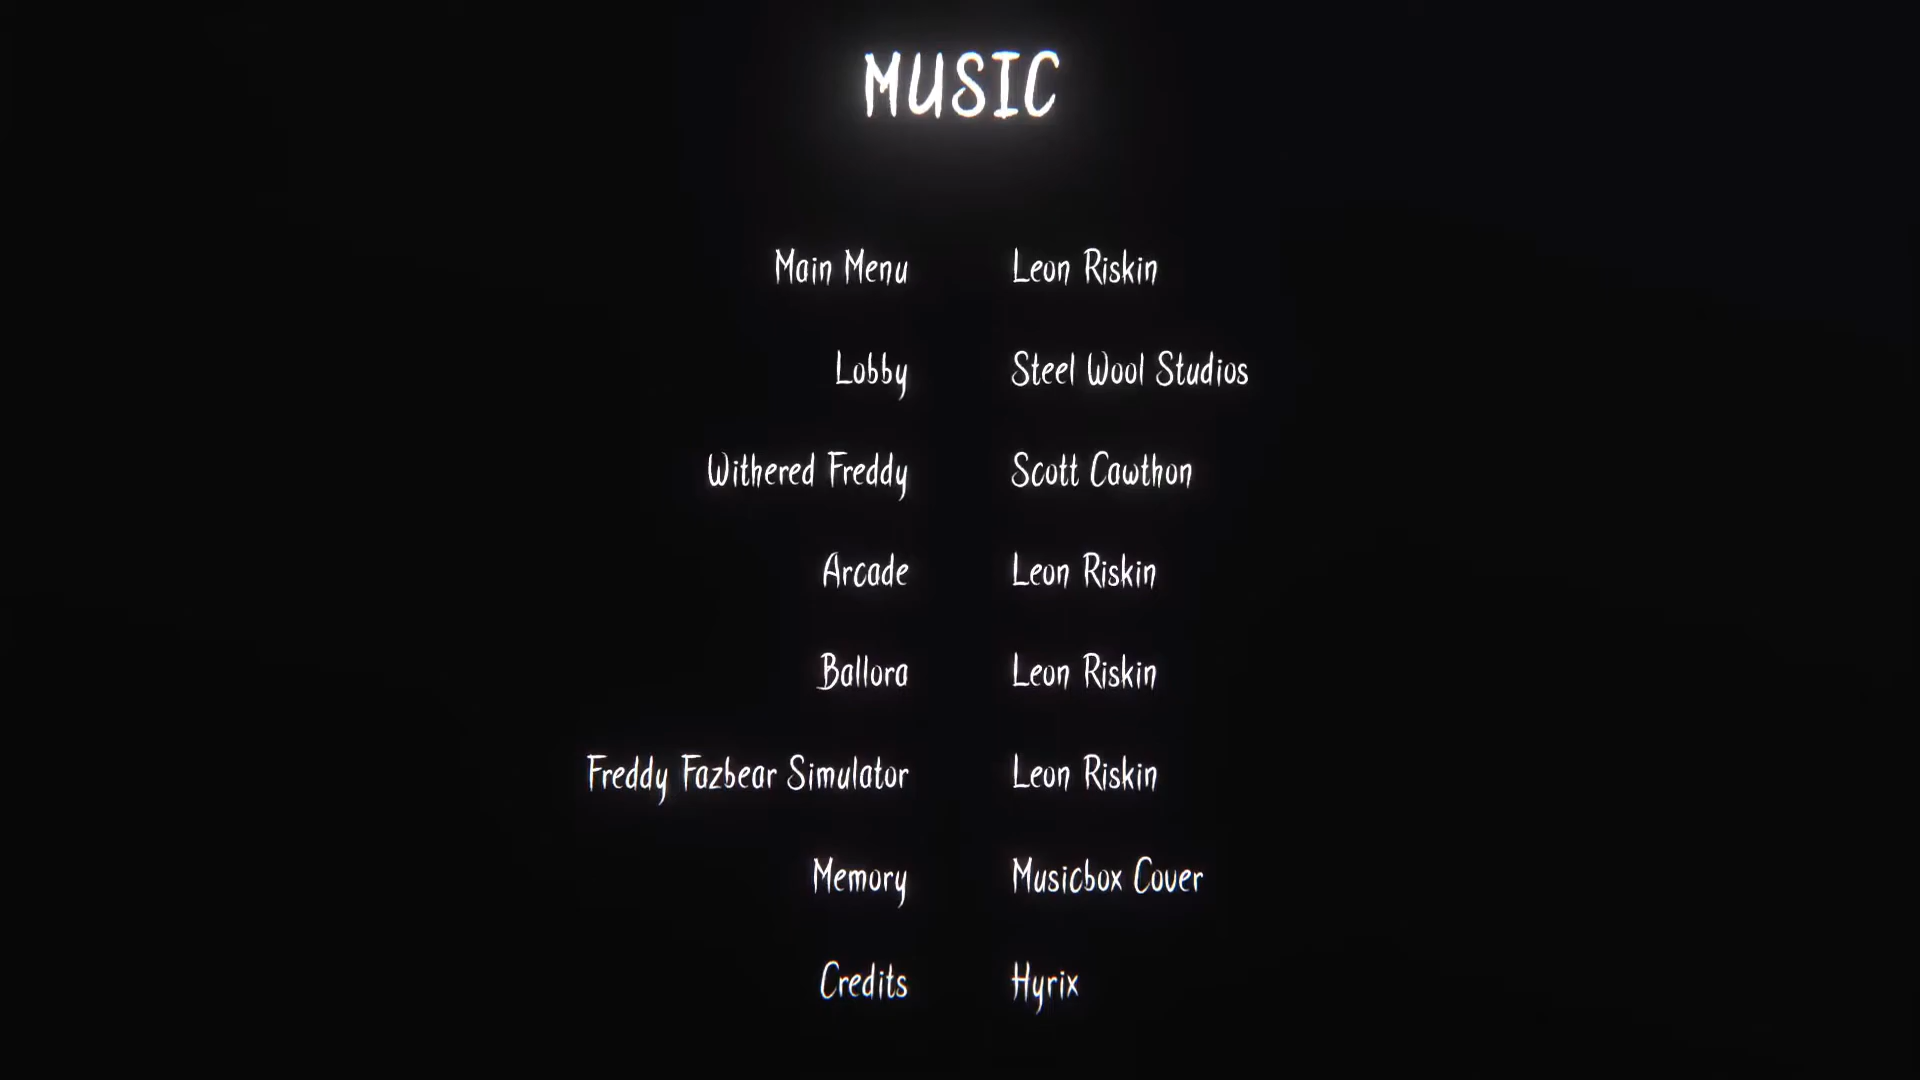 MUSIC
Main Menu Leon Riskin
Lobby Steel Wool Studios
Withered Freddy Scott Cawthon
Arcade Leon Riskin
Ballora Leon Riskin
Freddy Fazbear Simulator Leon Riskin
Memory Musicbox Cover
Credits Hyrix